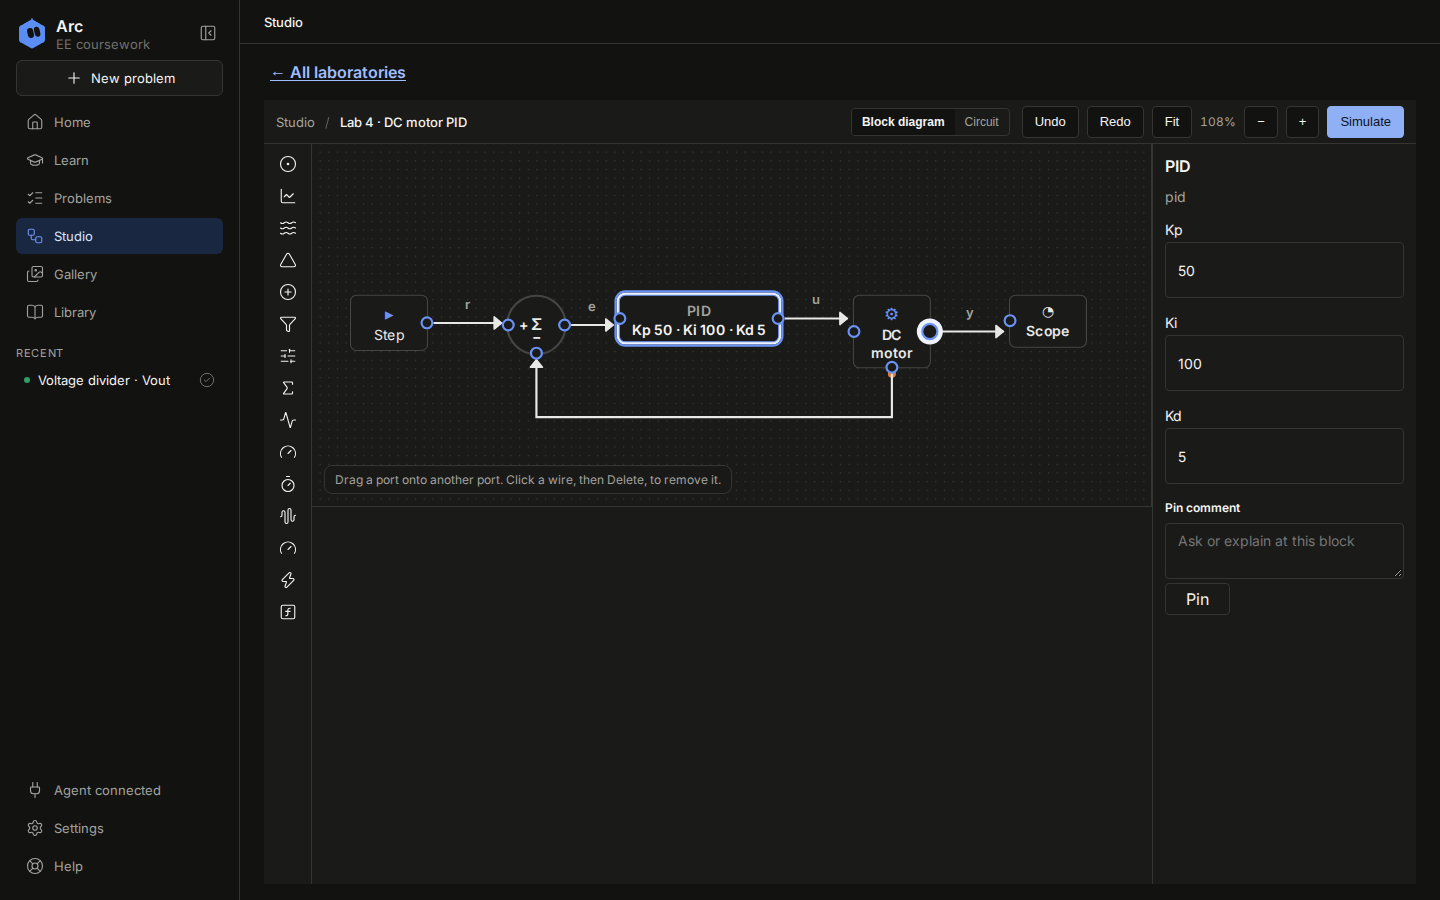 Arc
EE coursework
New problem
Home
Learn
Problems
Studio
Gallery
Library
RECENT
Voltage divider · Vout
Agent connected
Settings
Help
Studio
← All laboratories
Studio / Lab 4 · DC motor PID
Block diagram
Circuit
Undo
Redo
Fit
108%
−
+
Simulate
Step
r
+ Σ
−
e
PID
Kp 50 · Ki 100 · Kd 5
u
DC
motor
y
Scope
Drag a port onto another port. Click a wire, then Delete, to remove it.
PID
pid
Kp
50
Ki
100
Kd
5
Pin comment
Ask or explain at this block
Pin